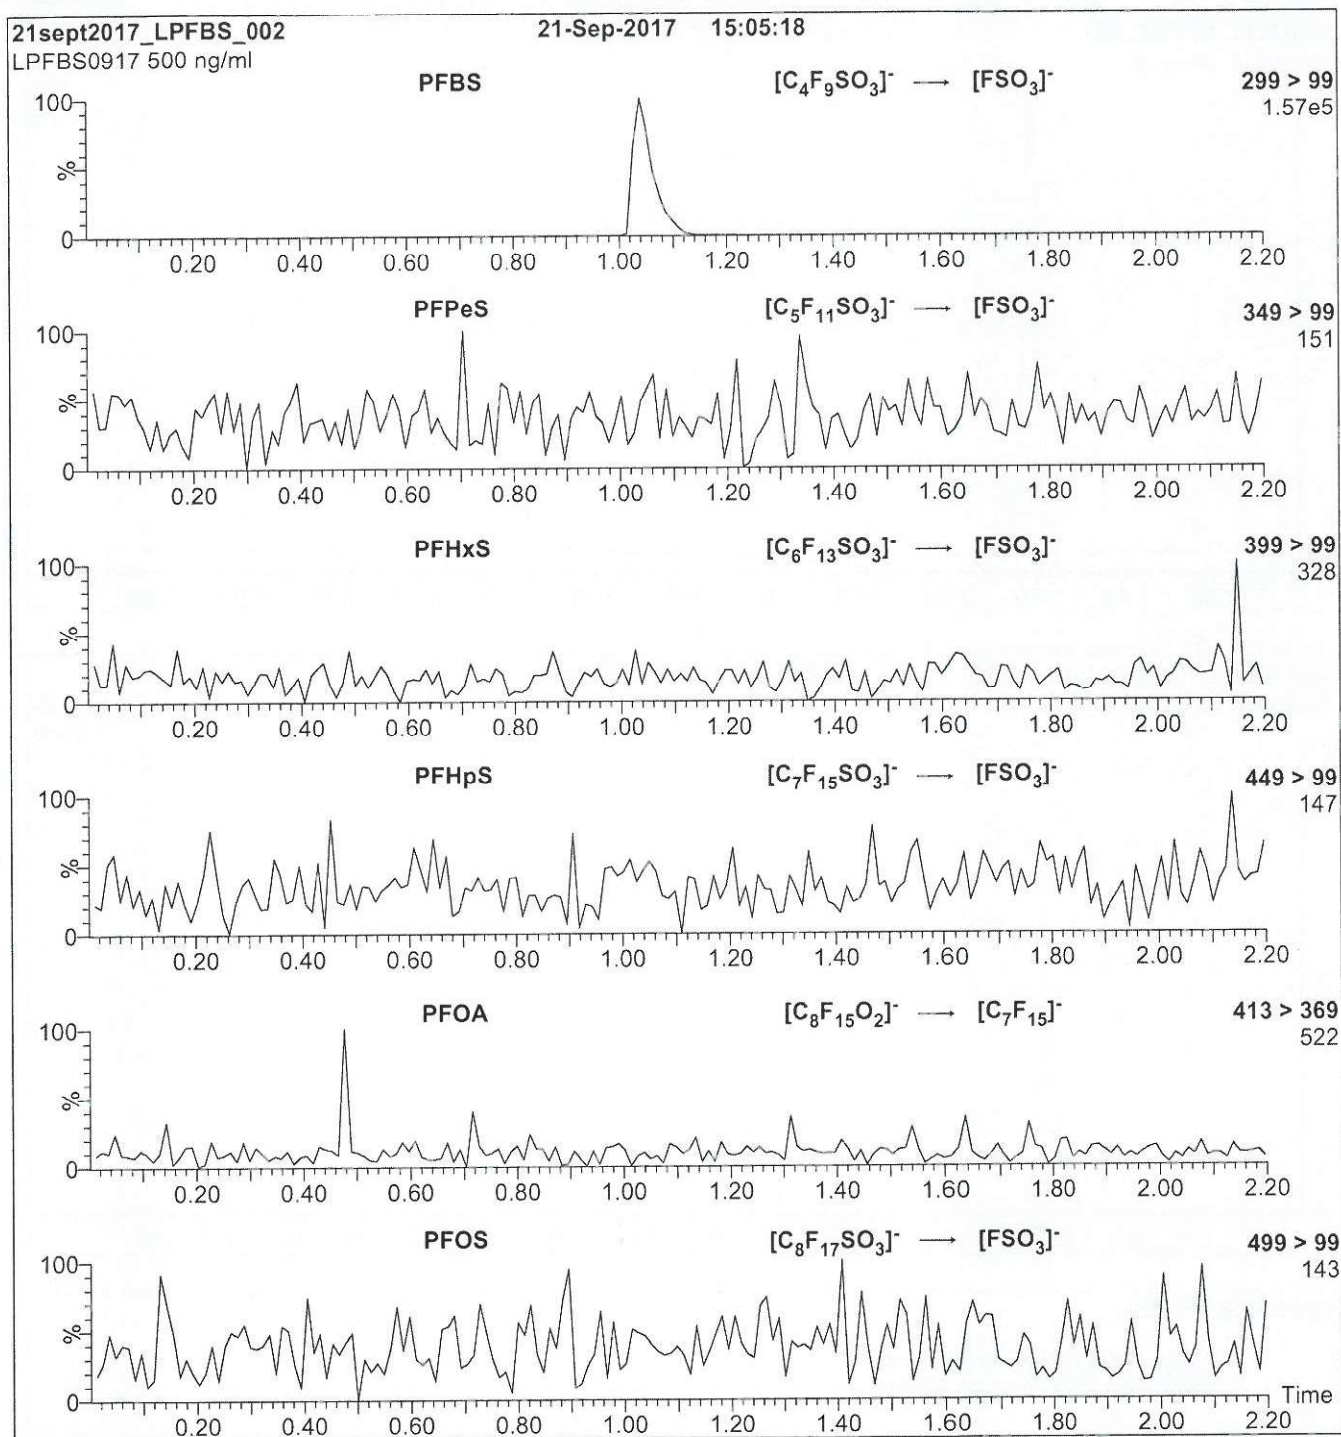 21sept2017_LPFBS_002 21-Sep-2017 15:05:18
LPFBS0917 500 ng/ml
PFBS [C₄F₉SO₃]⁻ → [FSO₃]⁻ 299 > 99
1.57e5
100
%
0
0.20 0.40 0.60 0.80 1.00 1.20 1.40 1.60 1.80 2.00 2.20
PFPeS [C₅F₁₁SO₃]⁻ → [FSO₃]⁻ 349 > 99
151
100
%
0
0.20 0.40 0.60 0.80 1.00 1.20 1.40 1.60 1.80 2.00 2.20
PFHxS [C₆F₁₃SO₃]⁻ → [FSO₃]⁻ 399 > 99
328
100
%
0
0.20 0.40 0.60 0.80 1.00 1.20 1.40 1.60 1.80 2.00 2.20
PFHpS [C₇F₁₅SO₃]⁻ → [FSO₃]⁻ 449 > 99
147
100
%
0
0.20 0.40 0.60 0.80 1.00 1.20 1.40 1.60 1.80 2.00 2.20
PFOA [C₈F₁₅O₂]⁻ → [C₇F₁₅]⁻ 413 > 369
522
100
%
0
0.20 0.40 0.60 0.80 1.00 1.20 1.40 1.60 1.80 2.00 2.20
PFOS [C₈F₁₇SO₃]⁻ → [FSO₃]⁻ 499 > 99
143
100
%
0
Time
0.20 0.40 0.60 0.80 1.00 1.20 1.40 1.60 1.80 2.00 2.20